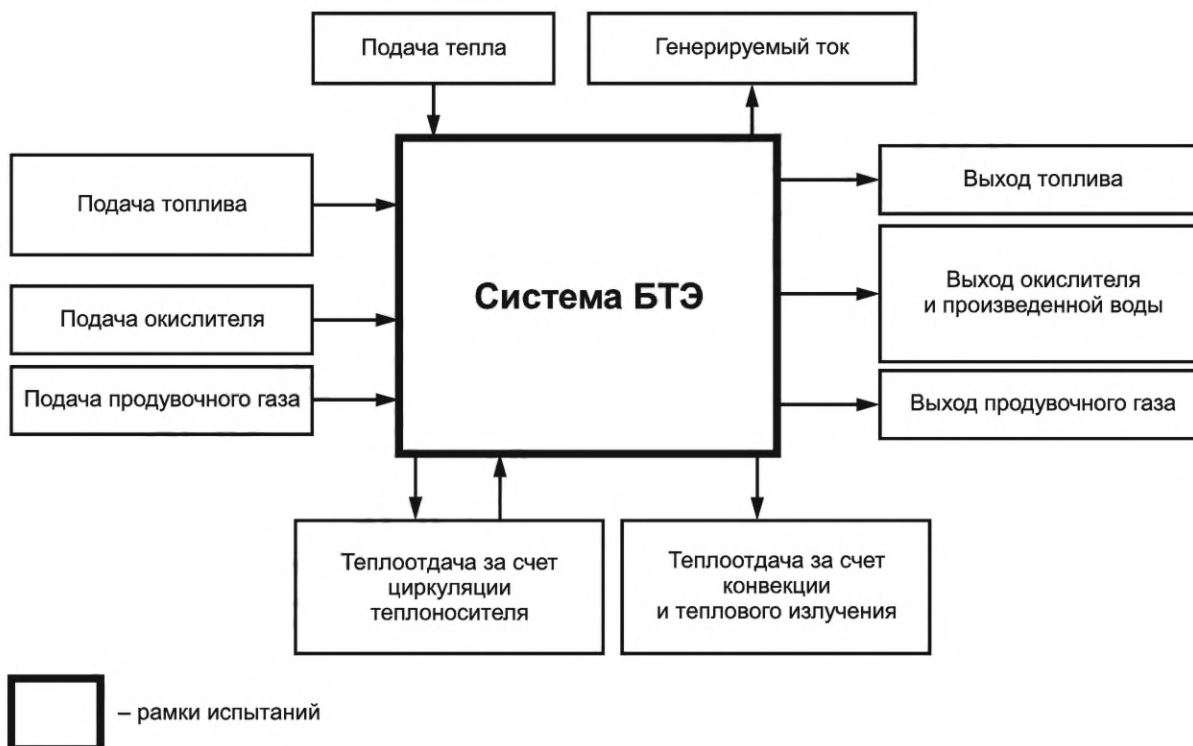 Подача тепла
Генерируемый ток
Подача топлива
Подача окислителя
Подача продувочного газа
Система БТЭ
Выход топлива
Выход окислителя
и произведенной воды
Выход продувочного газа
Теплоотдача за счет
циркуляции
теплоносителя
Теплоотдача за счет
конвекции
и теплового излучения
– рамки испытаний